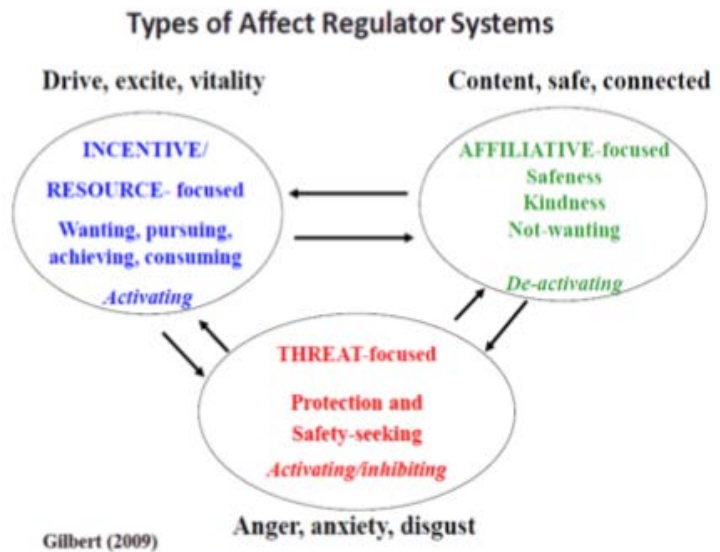 Types of Affect Regulator Systems
Drive, excite, vitality
Content, safe, connected
INCENTIVE/
RESOURCE- focused
Wanting, pursuing,
achieving, consuming
Activating
AFFILIATIVE-focused
Safeness
Kindness
Not-wanting
De-activating
THREAT-focused
Protection and
Safety-seeking
Activating/inhibiting
Anger, anxiety, disgust
Gilbert (2009)